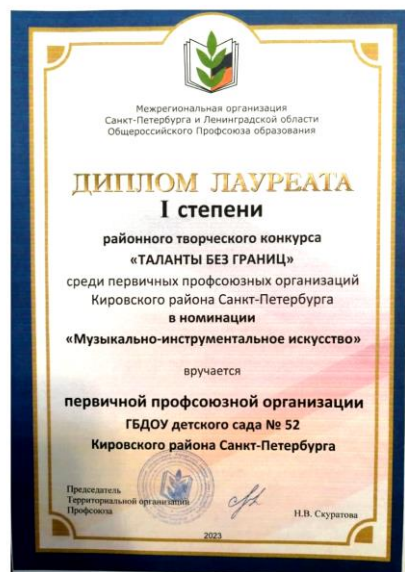 Межрегиональная организация
Санкт-Петербурга и Ленинградской области
Общероссийского Профсоюза образования
ДИПЛОМ ЛАУРЕАТА
I степени
районного творческого конкурса
«ТАЛАНТЫ БЕЗ ГРАНИЦ»
среди первичных профсоюзных организаций
Кировского района Санкт-Петербурга
в номинации
«Музыкально-инструментальное искусство»
вручается
первичной профсоюзной организации
ГБДОУ детского сада № 52
Кировского района Санкт-Петербурга
Председатель
Территориальной организации
Профсоюза
Н.В. Скуратова
2023